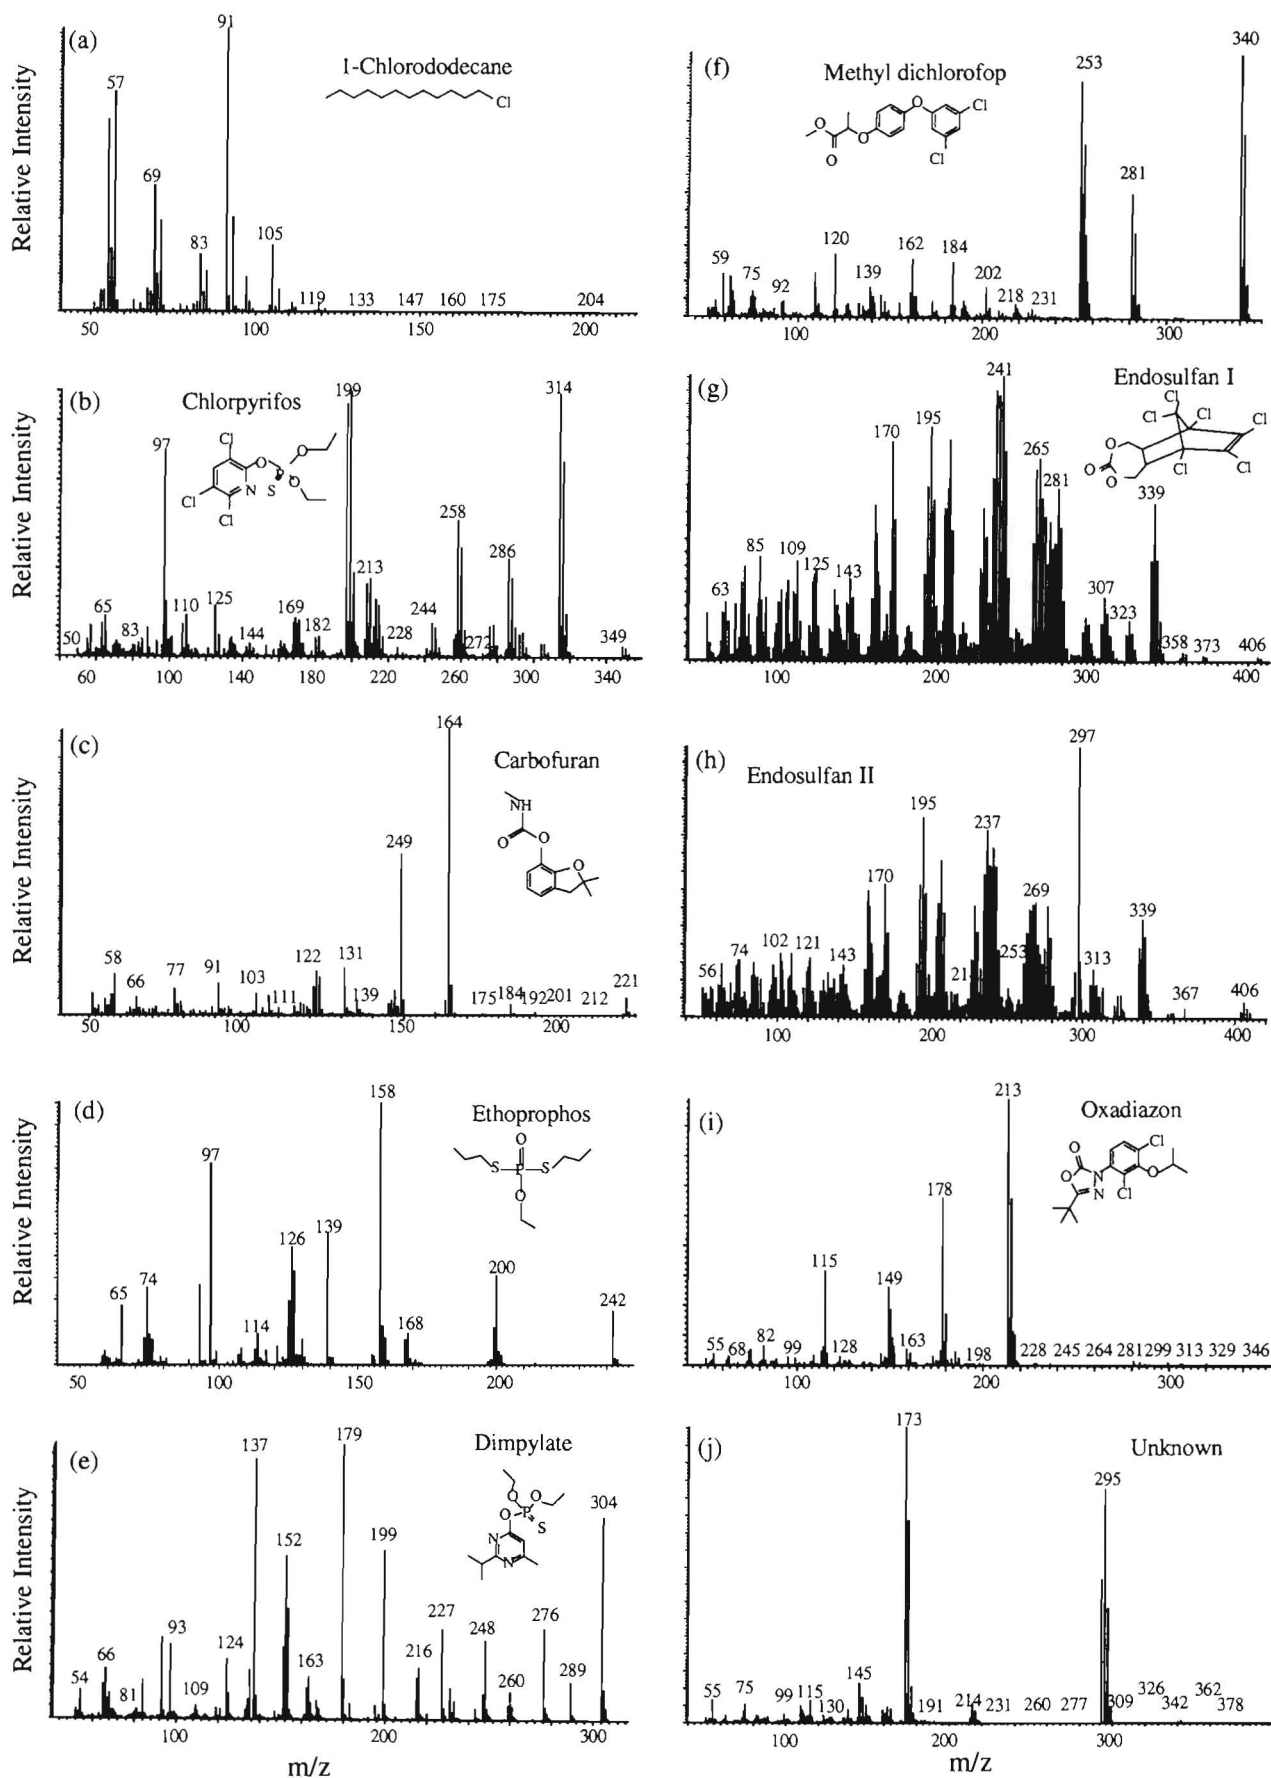 (a)
1-Chlorododecane
Cl
Relative Intensity
91
57
69
83
105
119 133 147 160 175 204
50 100 150 200
(b)
Chlorpyrifos
Cl
O
O
P
Cl
N
S
O
Cl
Relative Intensity
199
314
97
258
286
213
244
65
110
125
169
182
50
83
144
228
272
349
60 100 140 180 220 260 300 340
(c)
Carbofuran
NH
O
O
O
Relative Intensity
164
249
58
66
77
91
103
111
122
131
139
175 184 192 201 212
221
50 100 150 200
(d)
Ethoprophos
O
S P S
O
Relative Intensity
158
97
126
139
65
74
114
168
200
242
50 100 150 200
(e)
Dimpylate
O
O
P
O
S
N
N
Relative Intensity
137
179
304
152
199
93
124
227
248
276
54
66
81
109
163
216
260
289
100 200 300
m/z
(f)
Methyl dichlorofop
O
Cl
O
O
O
Cl
340
253
281
59
75
92
120
139
162
184
202
218
231
100 200 300
(g)
Endosulfan I
Cl
Cl
Cl
Cl
O
O
O
Cl
Cl
241
195
170
265
281
339
85
109
63
125
143
307
323
358 373 406
100 200 300 400
(h)
Endosulfan II
297
195
237
170
269
339
56
74
102
121
143
253
313
367
406
100 200 300 400
(i)
Oxadiazon
O
Cl
O
N
O
N
Cl
213
178
115
149
55
68
82
99
128
163
198
228 245 264 281 299 313 329 346
100 200 300
(j)
Unknown
173
295
55
75
99
115
130
145
191
214
231 260 277
309
326
342
362
378
100 200 300
m/z